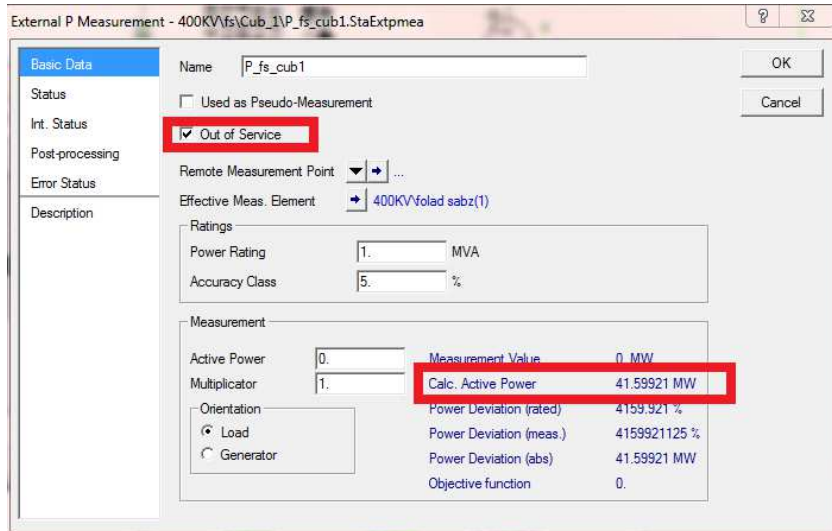 External P Measurement - 400KV\fs\Cub_1\P_fs_cub1.StaExtpmea
Basic Data
Status
Int. Status
Post-processing
Error Status
Description
Name P_fs_cub1
Used as Pseudo-Measurement
Out of Service
Remote Measurement Point ...
Effective Meas. Element 400KV\folad sabz(1)
Ratings
Power Rating 1. MVA
Accuracy Class 5. %
Measurement
Active Power 0.
Multiplicator 1.
Orientation
Load
Generator
Measurement Value 0. MW
Calc. Active Power 41.59921 MW
Power Deviation (rated) 4159.921 %
Power Deviation (meas.) 4159921125 %
Power Deviation (abs) 41.59921 MW
Objective function 0.
OK
Cancel